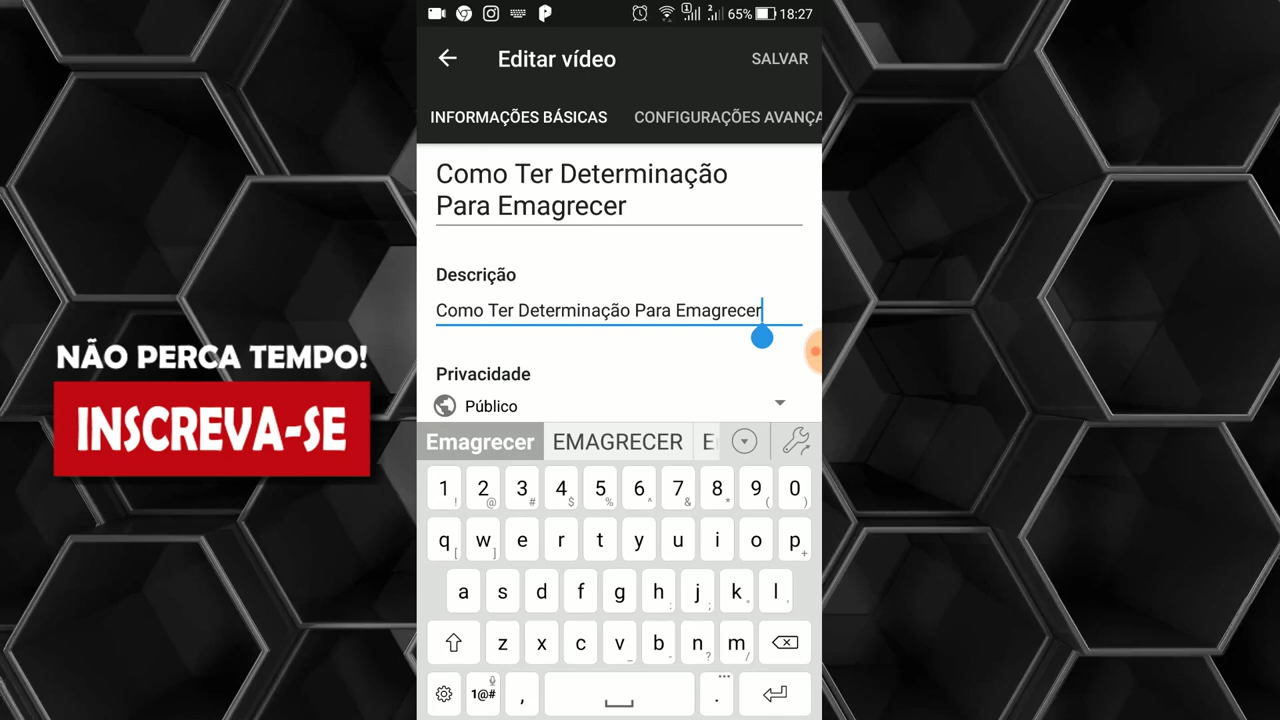 65% 18:27
Editar vídeo
SALVAR
INFORMAÇÕES BÁSICAS
CONFIGURAÇÕES AVANÇA
Como Ter Determinação
Para Emagrecer
Descrição
Como Ter Determinação Para Emagrecer
Privacidade
Público
NÃO PERCA TEMPO!
INSCREVA-SE
Emagrecer EMAGRECER E
1 ! 2 @ 3 # 4 $ 5 % 6 ^ 7 & 8 * 9 ( 0 )
q [ w ] e r t y u i o p +
a s d f g h : j ; k l
z x c v _ b - n ? m /
1@# , . ...